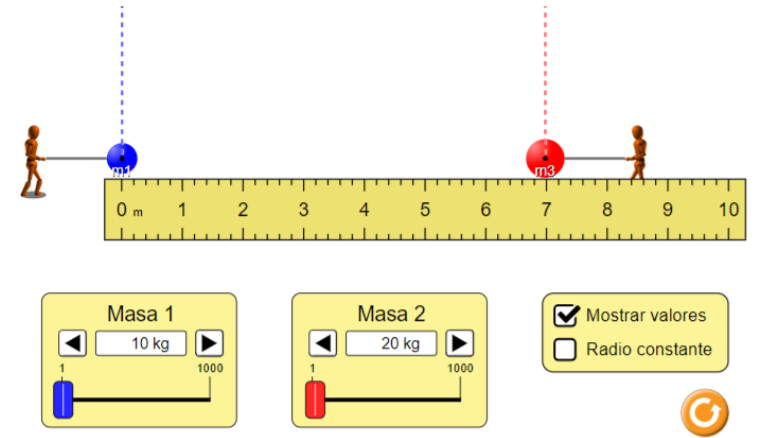 m1
m3
0 m 1 2 3 4 5 6 7 8 9 10
Masa 1
10 kg
1 1000
Masa 2
20 kg
1 1000
Mostrar valores
Radio constante